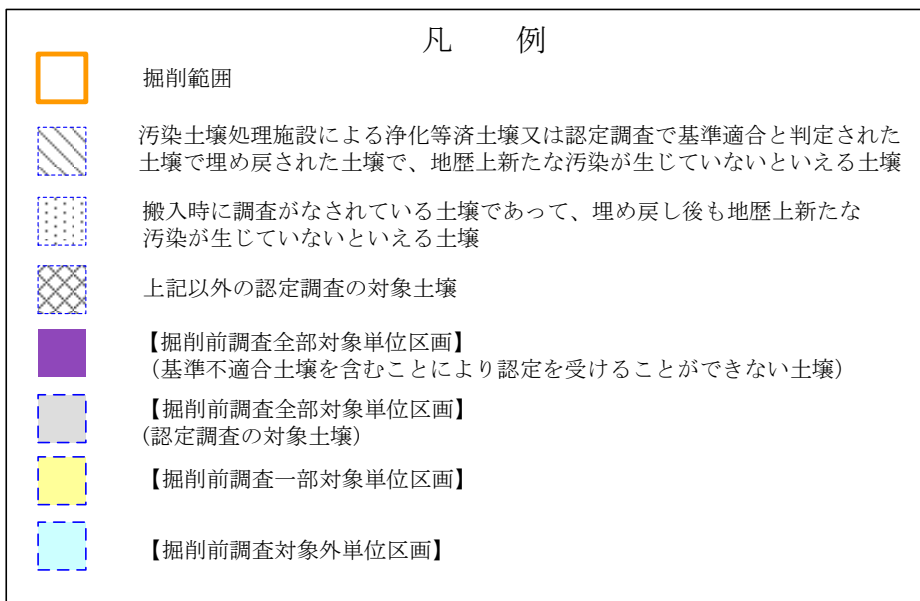 凡　例
掘削範囲
汚染土壌処理施設による浄化等済土壌又は認定調査で基準適合と判定された
土壌で埋め戻された土壌で、地歴上新たな汚染が生じていないといえる土壌
搬入時に調査がなされている土壌であって、埋め戻し後も地歴上新たな
汚染が生じていないといえる土壌
上記以外の認定調査の対象土壌
【掘削前調査全部対象単位区画】
（基準不適合土壌を含むことにより認定を受けることができない土壌）
【掘削前調査全部対象単位区画】
(認定調査の対象土壌）
【掘削前調査一部対象単位区画】
【掘削前調査対象外単位区画】